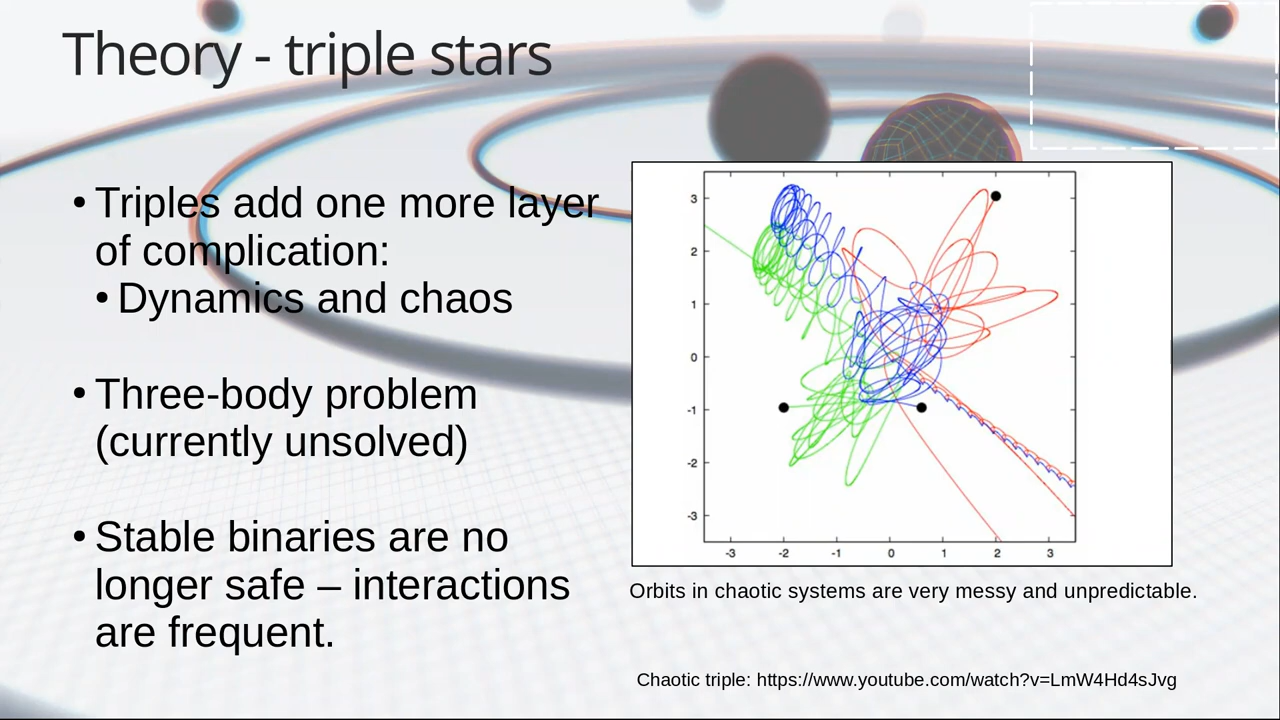 Theory - triple stars
• Triples add one more layer
of complication:
• Dynamics and chaos
• Three-body problem
(currently unsolved)
• Stable binaries are no
longer safe – interactions
are frequent.
3
2
1
0
-1
-2
-3
-3 -2 -1 0 1 2 3
Orbits in chaotic systems are very messy and unpredictable.
Chaotic triple: https://www.youtube.com/watch?v=LmW4Hd4sJvg